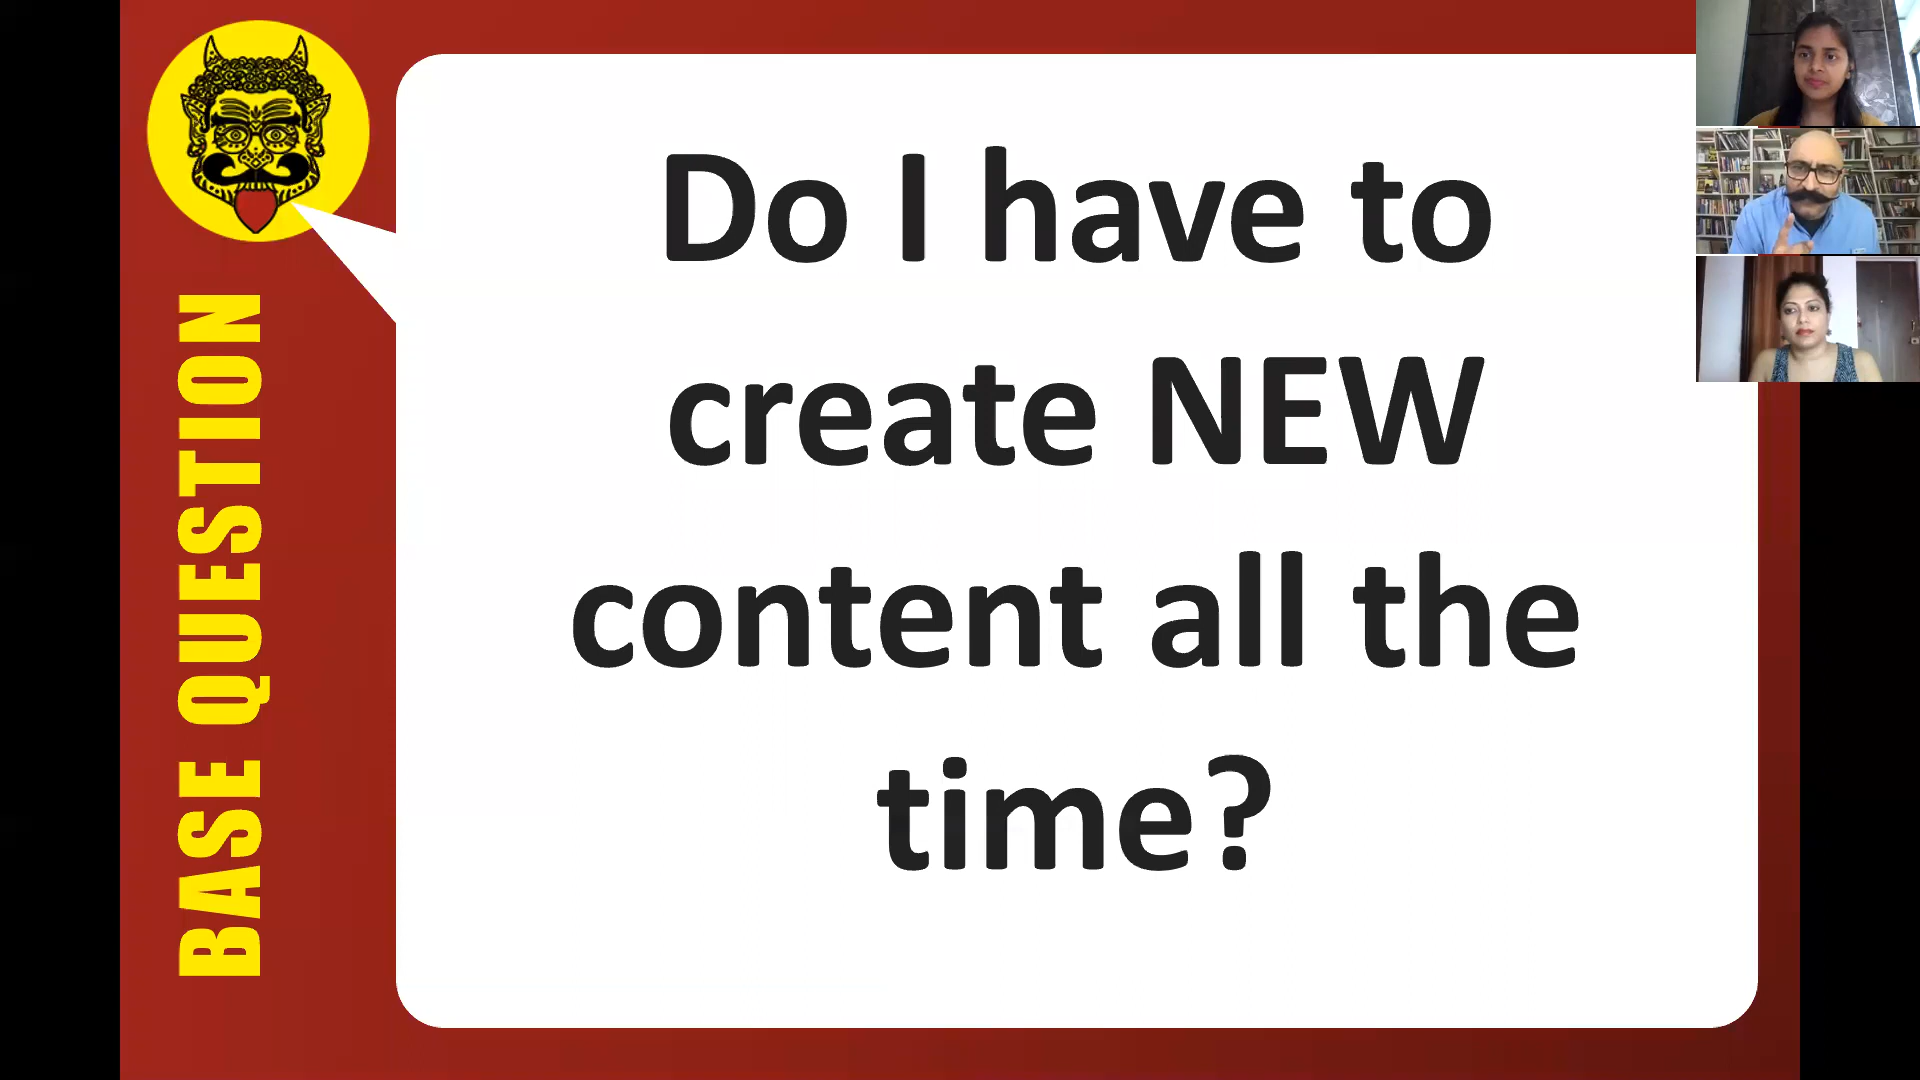 BASE QUESTION
Do I have to
create NEW
content all the
time?